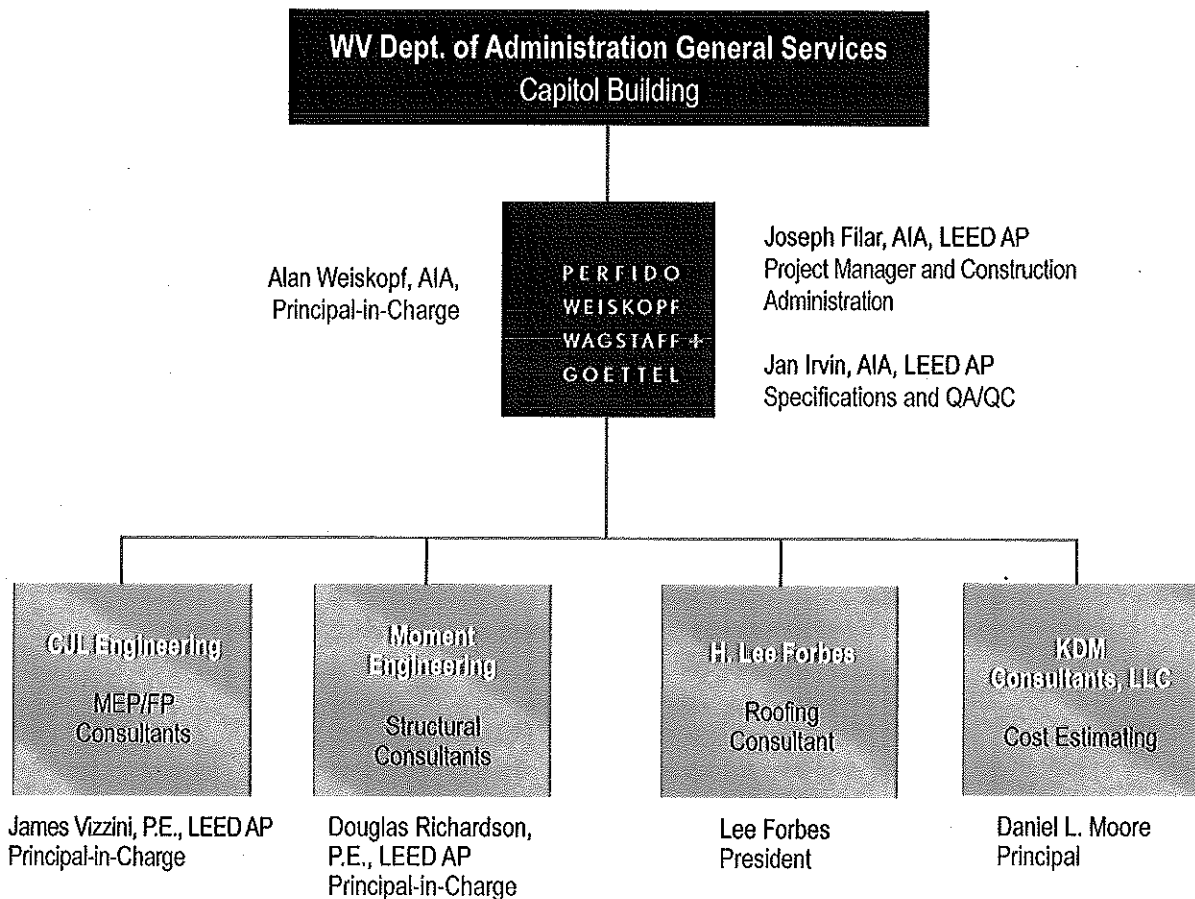 WV Dept. of Administration General Services
Capitol Building
Alan Weiskopf, AIA,
Principal-in-Charge
PERFIDO
WEISKOPF
WAGSTAFF +
GOETTEL
Joseph Filar, AIA, LEED AP
Project Manager and Construction
Administration
Jan Irvin, AIA, LEED AP
Specifications and QA/QC
CJL Engineering
MEP/FP
Consultants
James Vizzini, P.E., LEED AP
Principal-in-Charge
Moment
Engineering
Structural
Consultants
Douglas Richardson,
P.E., LEED AP
Principal-in-Charge
H. Lee Forbes
Roofing
Consultant
Lee Forbes
President
KDM
Consultants, LLC
Cost Estimating
Daniel L. Moore
Principal